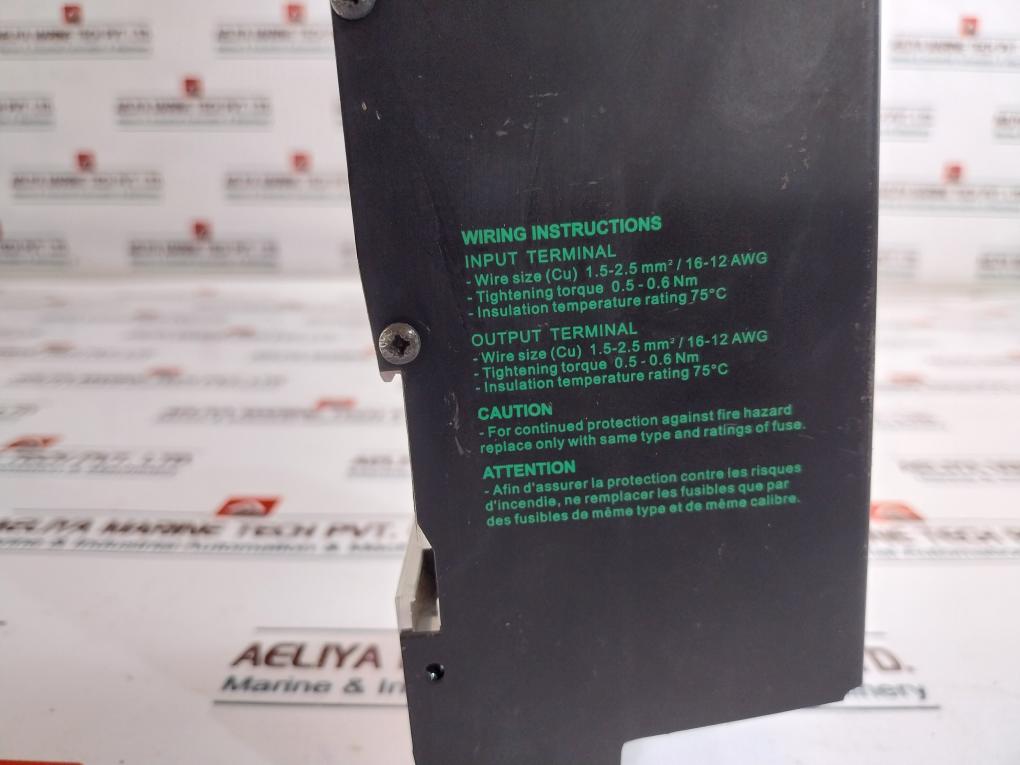 WIRING INSTRUCTIONS
INPUT TERMINAL
- Wire size (Cu) 1.5-2.5 mm² / 16-12 AWG
- Tightening torque 0.5 - 0.6 Nm
- Insulation temperature rating 75°C
OUTPUT TERMINAL
- Wire size (Cu) 1.5-2.5 mm² / 16-12 AWG
- Tightening torque 0.5 - 0.6 Nm
- Insulation temperature rating 75°C
CAUTION
- For continued protection against fire hazard
replace only with same type and ratings of fuse.
ATTENTION
- Afin d'assurer la protection contre les risques
d'incendie, ne remplacer les fusibles que par
des fusibles de même type et de même calibre.
AELIYA MARINE TECH PVT.
AELIYA
Marine & In